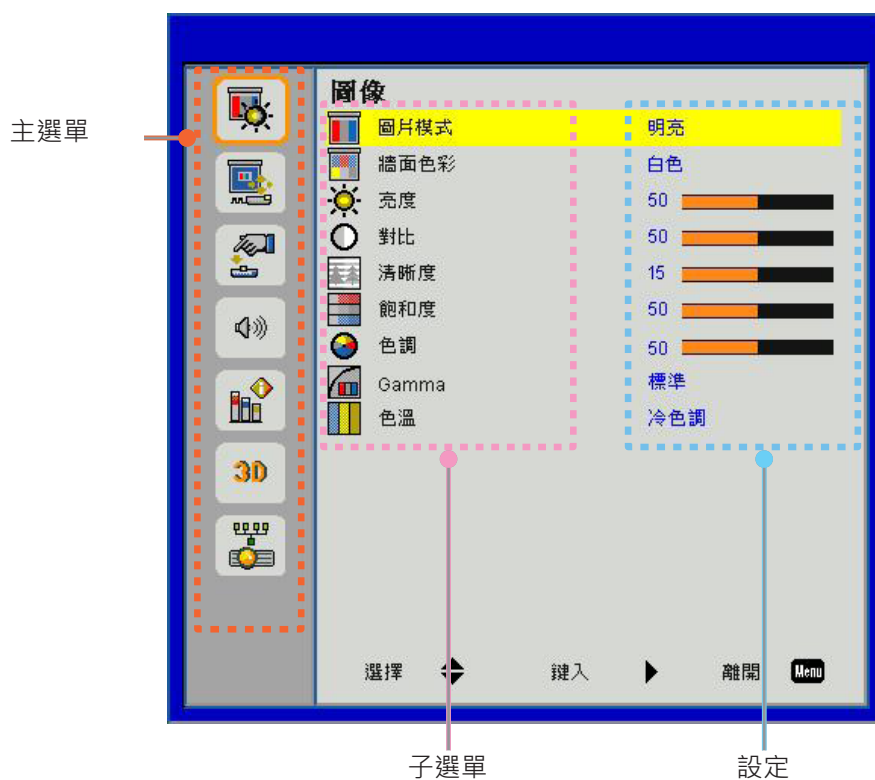 主選單
圖像
圖片模式 明亮
牆面色彩 白色
亮度 50
對比 50
清晰度 15
飽和度 50
色調 50
Gamma 標準
色溫 冷色調
3D
選擇 鍵入 離開 Menu
子選單 設定